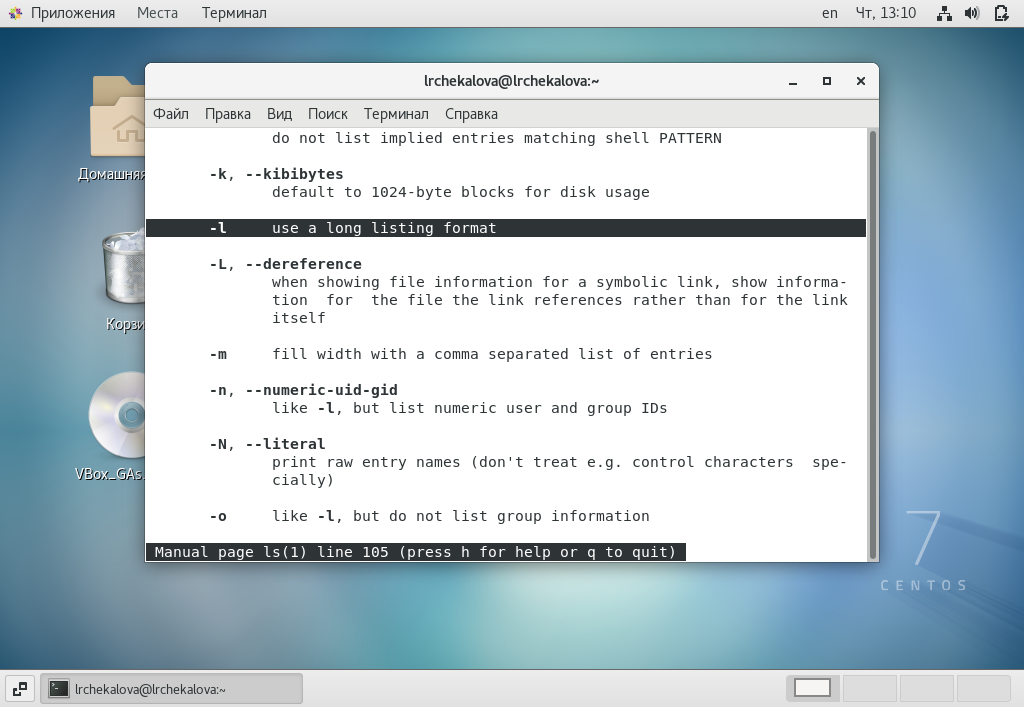 Приложения Места Терминал en Чт, 13:10
lrchekalova@lrchekalova:~
Файл Правка Вид Поиск Терминал Справка
do not list implied entries matching shell PATTERN
-k, --kibibytes
default to 1024-byte blocks for disk usage
-l use a long listing format
-L, --dereference
when showing file information for a symbolic link, show informa-
tion for the file the link references rather than for the link
itself
-m fill width with a comma separated list of entries
-n, --numeric-uid-gid
like -l, but list numeric user and group IDs
-N, --literal
print raw entry names (don't treat e.g. control characters spe-
cially)
-o like -l, but do not list group information
Manual page ls(1) line 105 (press h for help or q to quit)
Домашняя
Корзи
VBox_GAs.
7
CENTOS
lrchekalova@lrchekalova:~